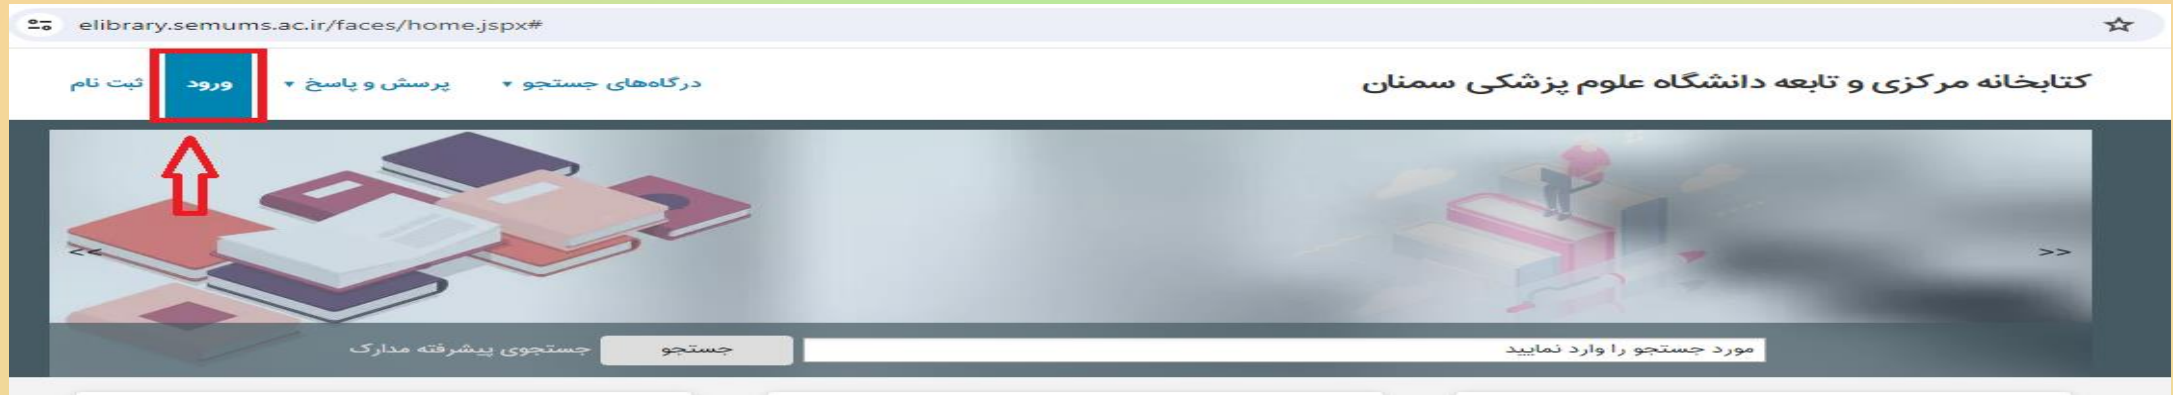 elibrary.semums.ac.ir/faces/home.jspx#
کتابخانه مرکزی و تابعه دانشگاه علوم پزشکی سمنان
درگاه‌های جستجو ▾ پرسش و پاسخ ▾ ورود ثبت نام
<< >>
مورد جستجو را وارد نمایید جستجو جستجوی پیشرفته مدارک